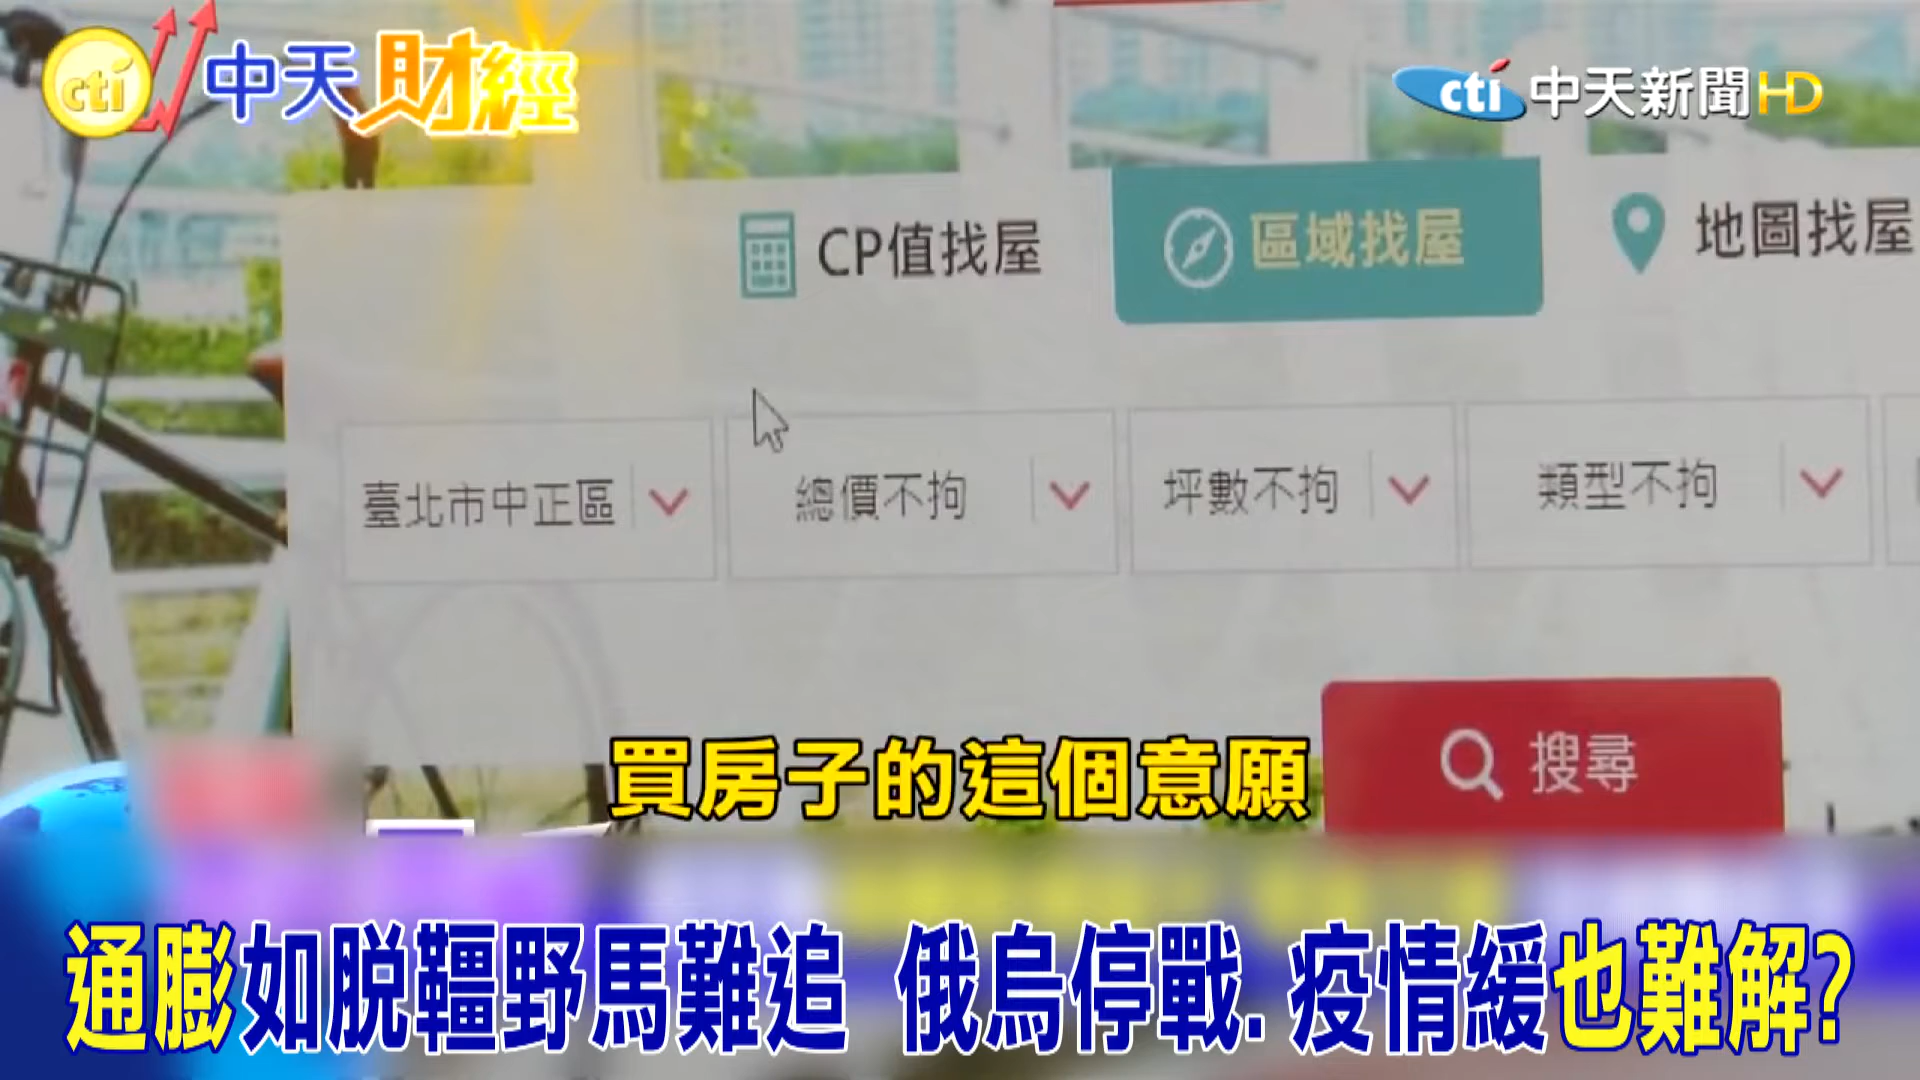 cti 中天財經
cti 中天新聞HD
CP值找屋
區域找屋
地圖找屋
臺北市中正區
總價不拘
坪數不拘
類型不拘
搜尋
買房子的這個意願
通膨如脫韁野馬難追 俄烏停戰.疫情緩也難解?